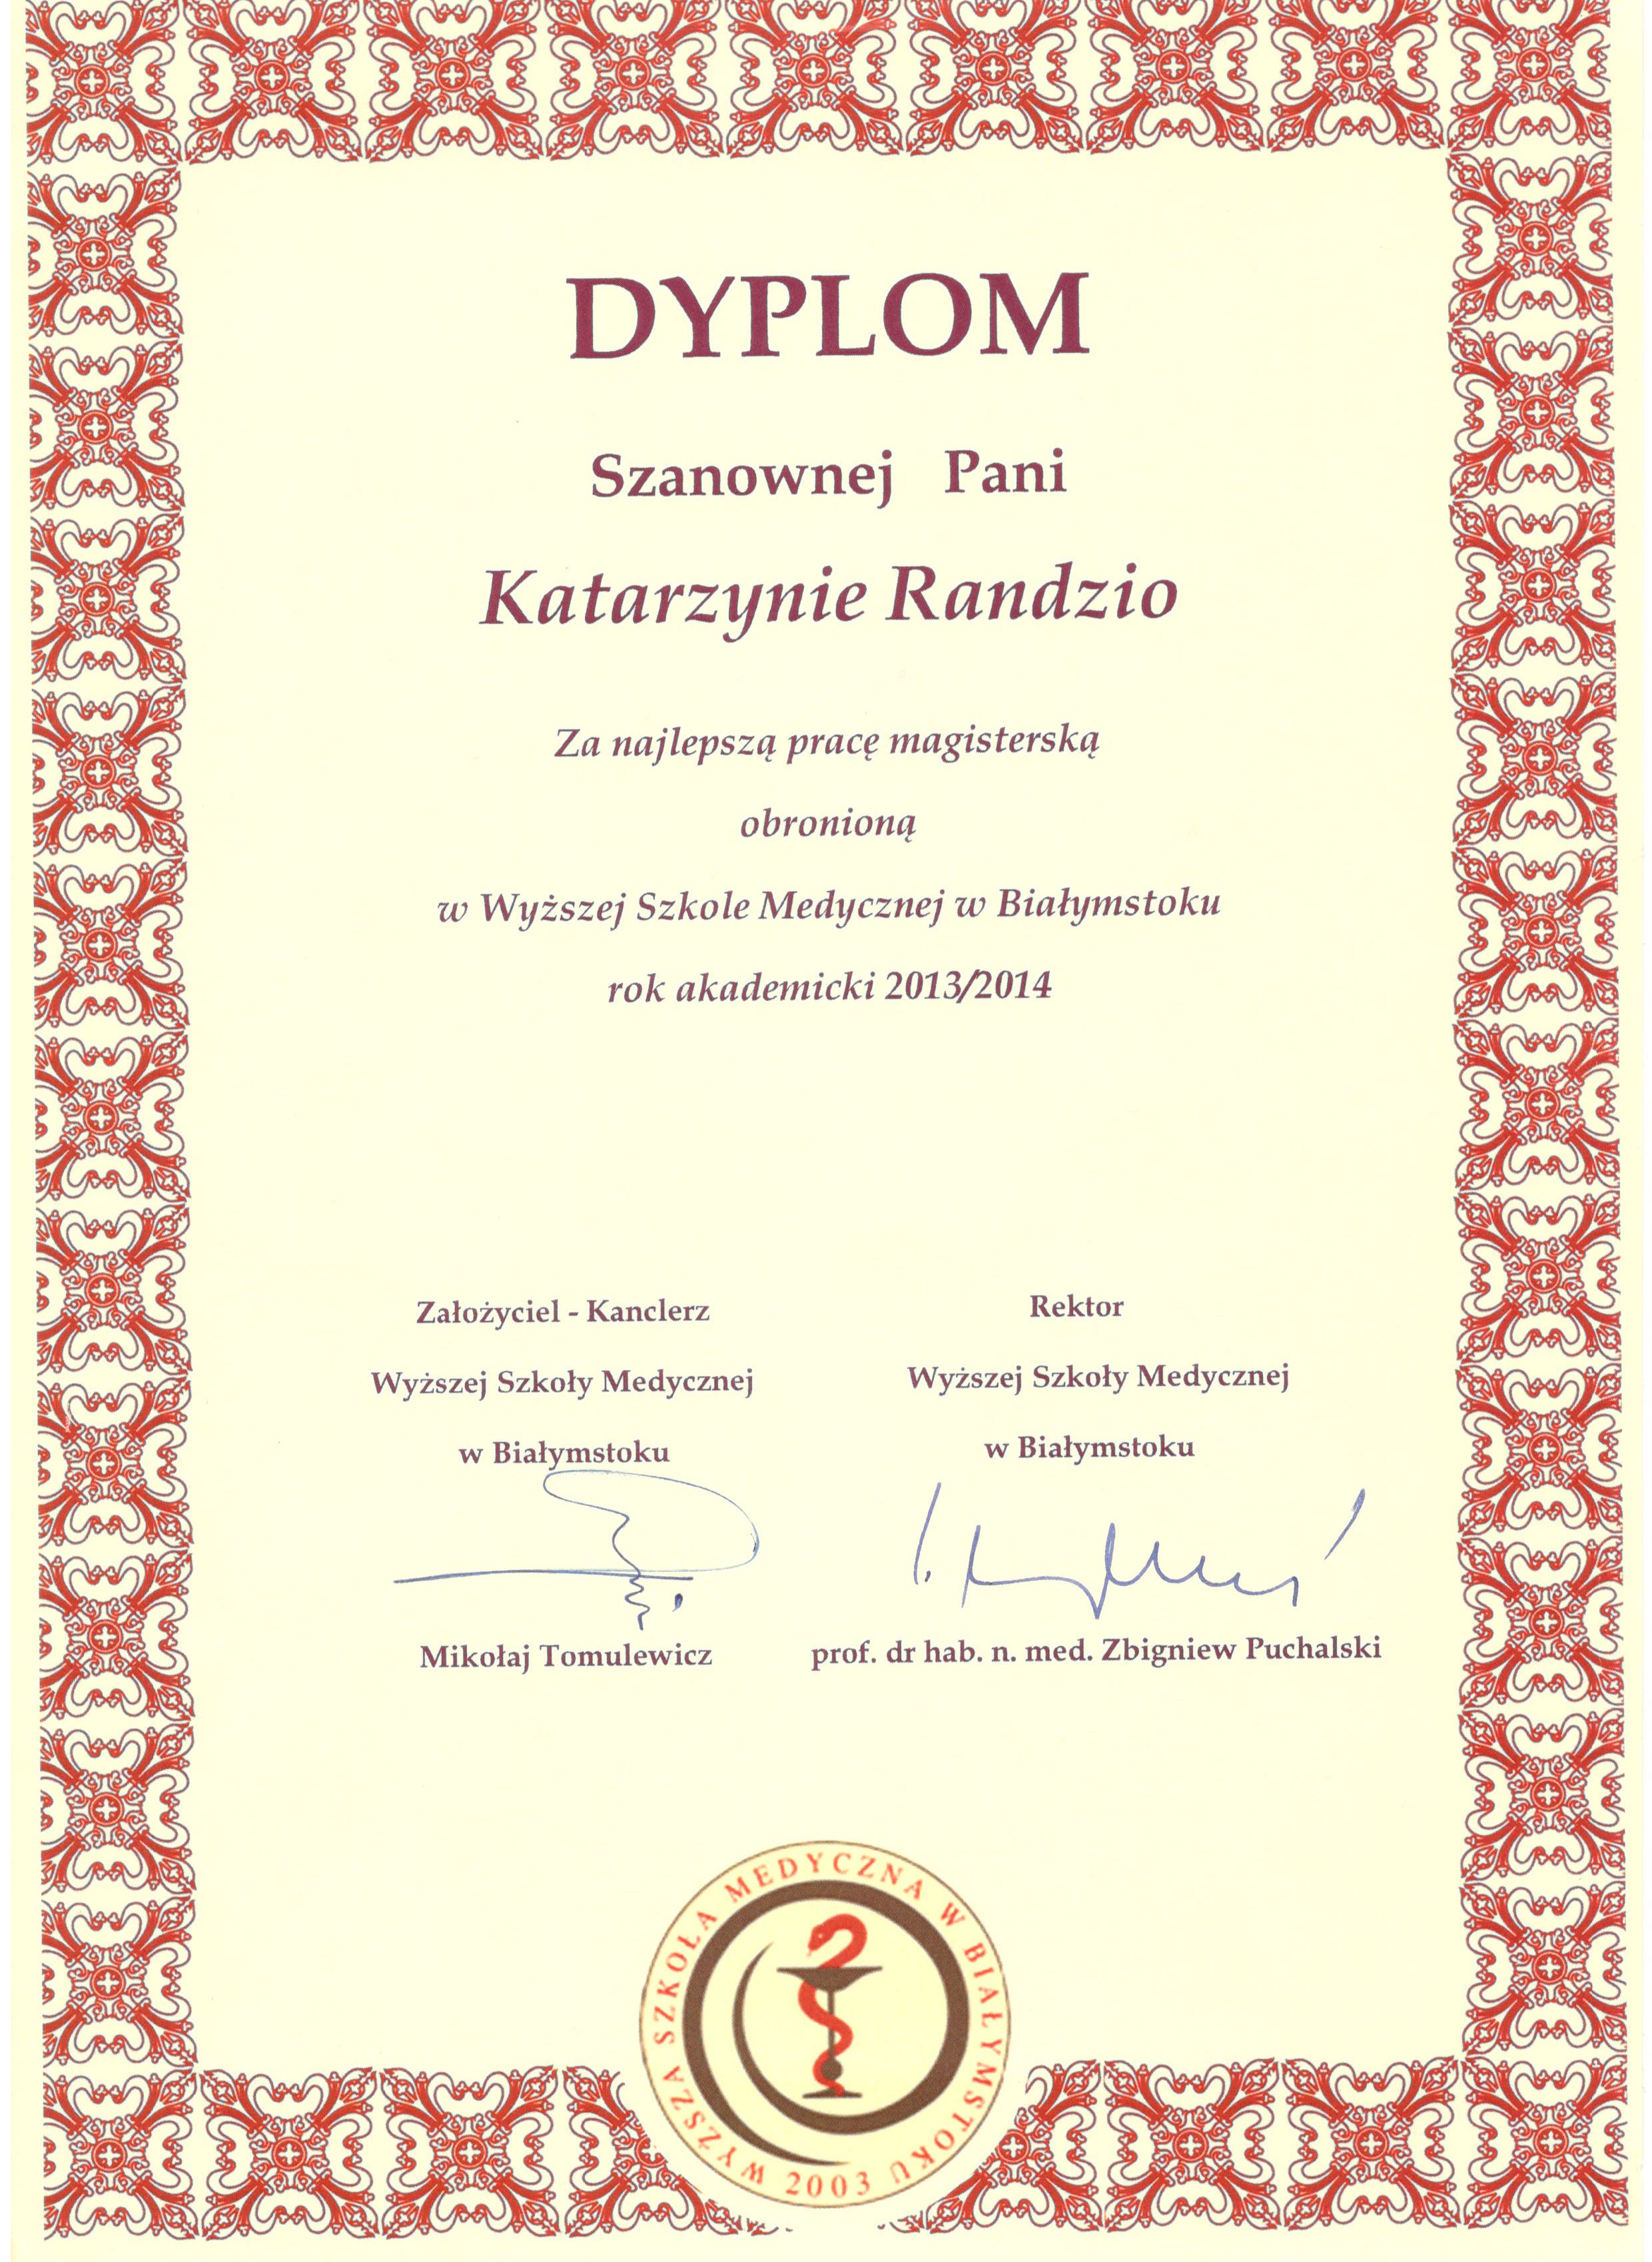 DYPLOM
Szanownej Pani
Katarzynie Randzio
Za najlepszą pracę magisterską
obronioną
w Wyższej Szkole Medycznej w Białymstoku
rok akademicki 2013/2014
Założyciel - Kanclerz
Wyższej Szkoły Medycznej
w Białymstoku
Mikołaj Tomulewicz
Rektor
Wyższej Szkoły Medycznej
w Białymstoku
prof. dr hab. n. med. Zbigniew Puchalski
WYŻSZA SZKOŁA MEDYCZNA W BIAŁYMSTOKU
2003